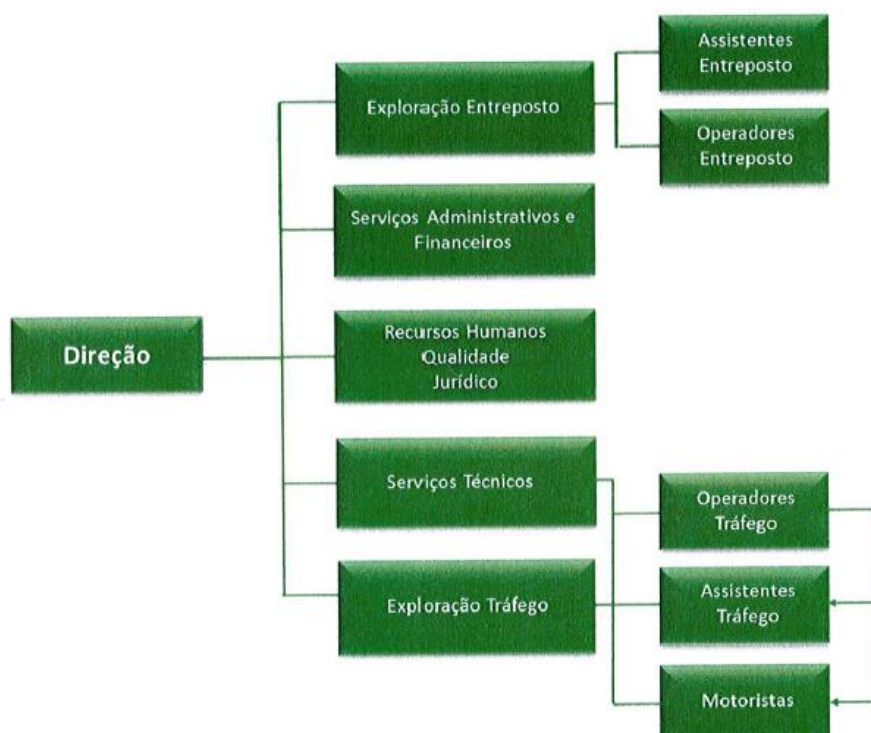 Direção
Exploração Entreposto
Assistentes
Entreposto
Operadores
Entreposto
Serviços Administrativos e
Financeiros
Recursos Humanos
Qualidade
Jurídico
Serviços Técnicos
Exploração Tráfego
Operadores
Tráfego
Assistentes
Tráfego
Motoristas